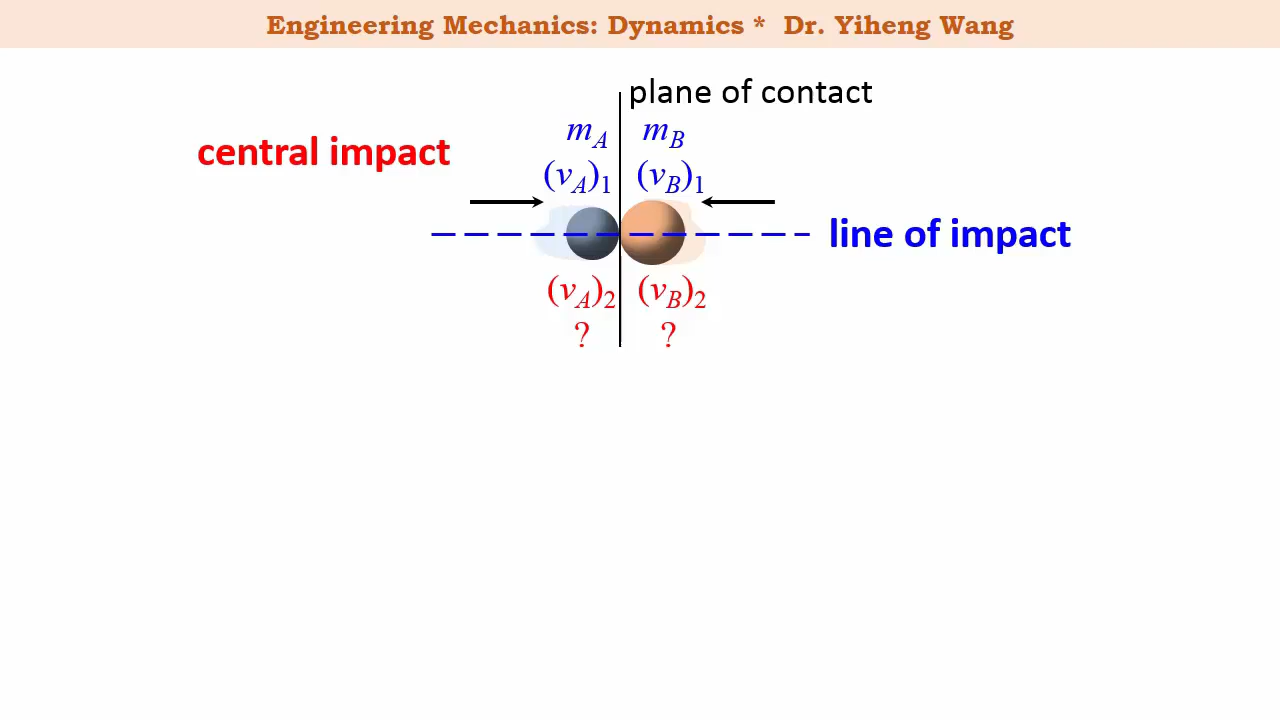 Engineering Mechanics: Dynamics * Dr. Yiheng Wang
plane of contact
central impact
m_A m_B
(v_A)_1 (v_B)_1
line of impact
(v_A)_2 (v_B)_2
? ?